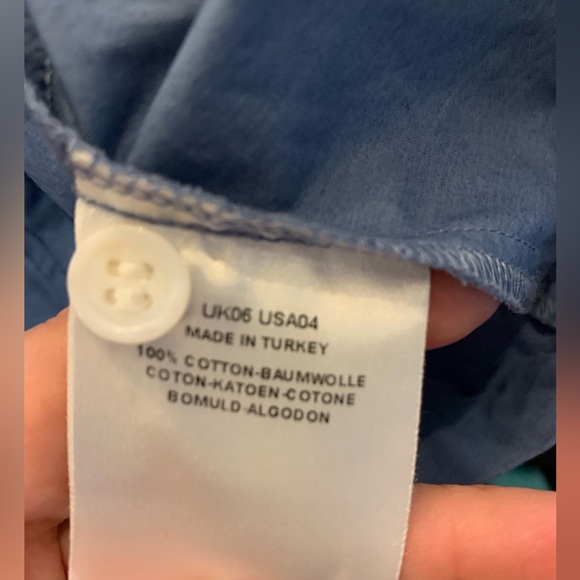 UK06 USA04
MADE IN TURKEY
100% COTTON-BAUMWOLLE
COTON-KATOEN-COTONE
BOMULD-ALGODON